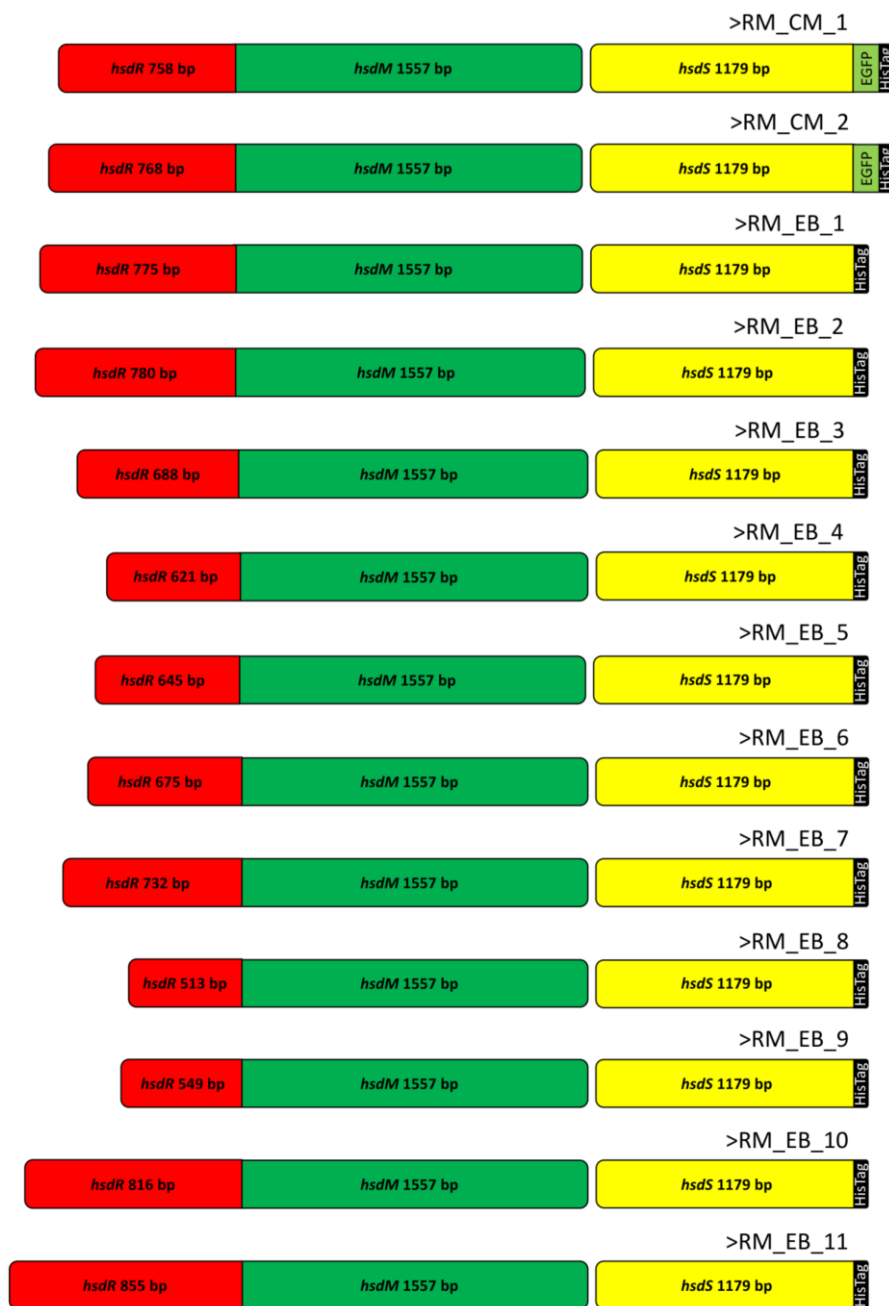 >RM_CM_1
hsdR 758 bp hsdM 1557 bp hsdS 1179 bp EGFP HisTag
>RM_CM_2
hsdR 768 bp hsdM 1557 bp hsdS 1179 bp EGFP HisTag
>RM_EB_1
hsdR 775 bp hsdM 1557 bp hsdS 1179 bp HisTag
>RM_EB_2
hsdR 780 bp hsdM 1557 bp hsdS 1179 bp HisTag
>RM_EB_3
hsdR 688 bp hsdM 1557 bp hsdS 1179 bp HisTag
>RM_EB_4
hsdR 621 bp hsdM 1557 bp hsdS 1179 bp HisTag
>RM_EB_5
hsdR 645 bp hsdM 1557 bp hsdS 1179 bp HisTag
>RM_EB_6
hsdR 675 bp hsdM 1557 bp hsdS 1179 bp HisTag
>RM_EB_7
hsdR 732 bp hsdM 1557 bp hsdS 1179 bp HisTag
>RM_EB_8
hsdR 513 bp hsdM 1557 bp hsdS 1179 bp HisTag
>RM_EB_9
hsdR 549 bp hsdM 1557 bp hsdS 1179 bp HisTag
>RM_EB_10
hsdR 816 bp hsdM 1557 bp hsdS 1179 bp HisTag
>RM_EB_11
hsdR 855 bp hsdM 1557 bp hsdS 1179 bp HisTag